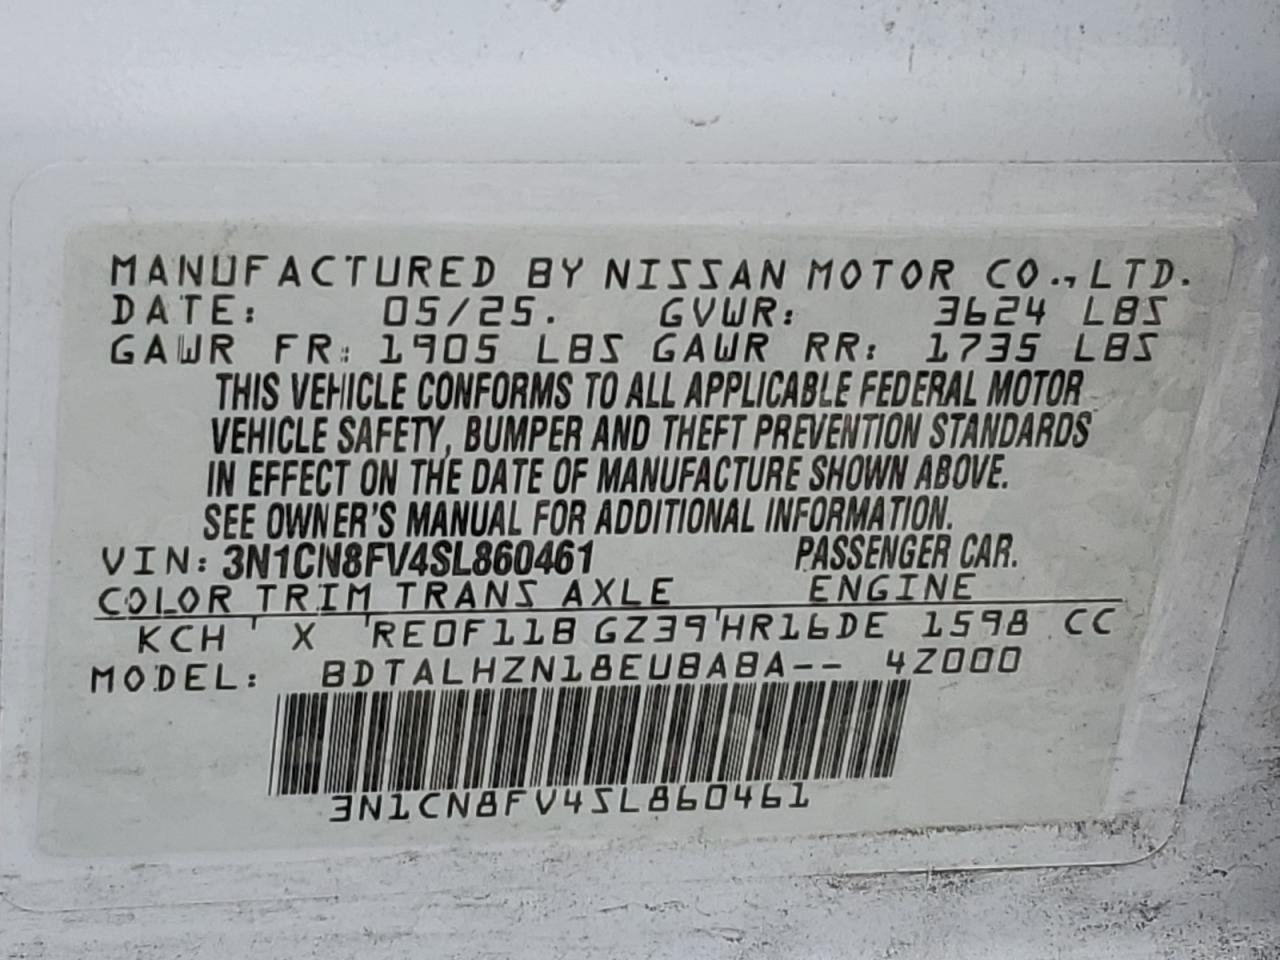 MANUFACTURED BY NISSAN MOTOR CO., LTD.
DATE: 05/25. GVWR: 3624 LBS
GAWR FR: 1905 LBS GAWR RR: 1735 LBS
THIS VEHICLE CONFORMS TO ALL APPLICABLE FEDERAL MOTOR
VEHICLE SAFETY, BUMPER AND THEFT PREVENTION STANDARDS
IN EFFECT ON THE DATE OF MANUFACTURE SHOWN ABOVE.
SEE OWNER'S MANUAL FOR ADDITIONAL INFORMATION.
VIN: 3N1CN8FV4SL860461 PASSENGER CAR.
COLOR TRIM TRANS AXLE ENGINE
KCH X RE0F11B GZ39 HR16DE 1598 CC
MODEL: BDTALHZN18EU8A8A-- 4Z000
3N1CN8FV4SL860461